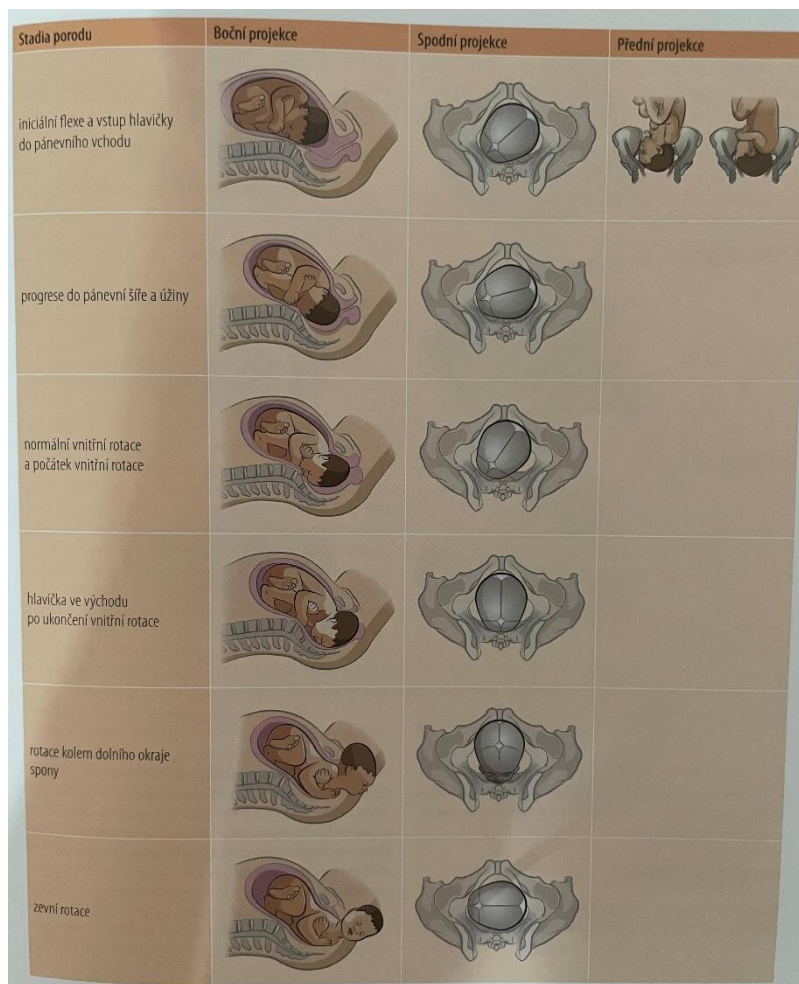 Stadia porodu
Boční projekce
Spodní projekce
Přední projekce
iniciální flexe a vstup hlavičky
do pánevního vchodu
progrese do pánevní šíře a úžiny
normální vnitřní rotace
a počátek vnitřní rotace
hlavička ve východu
po ukončení vnitřní rotace
rotace kolem dolního okraje
spony
zevní rotace